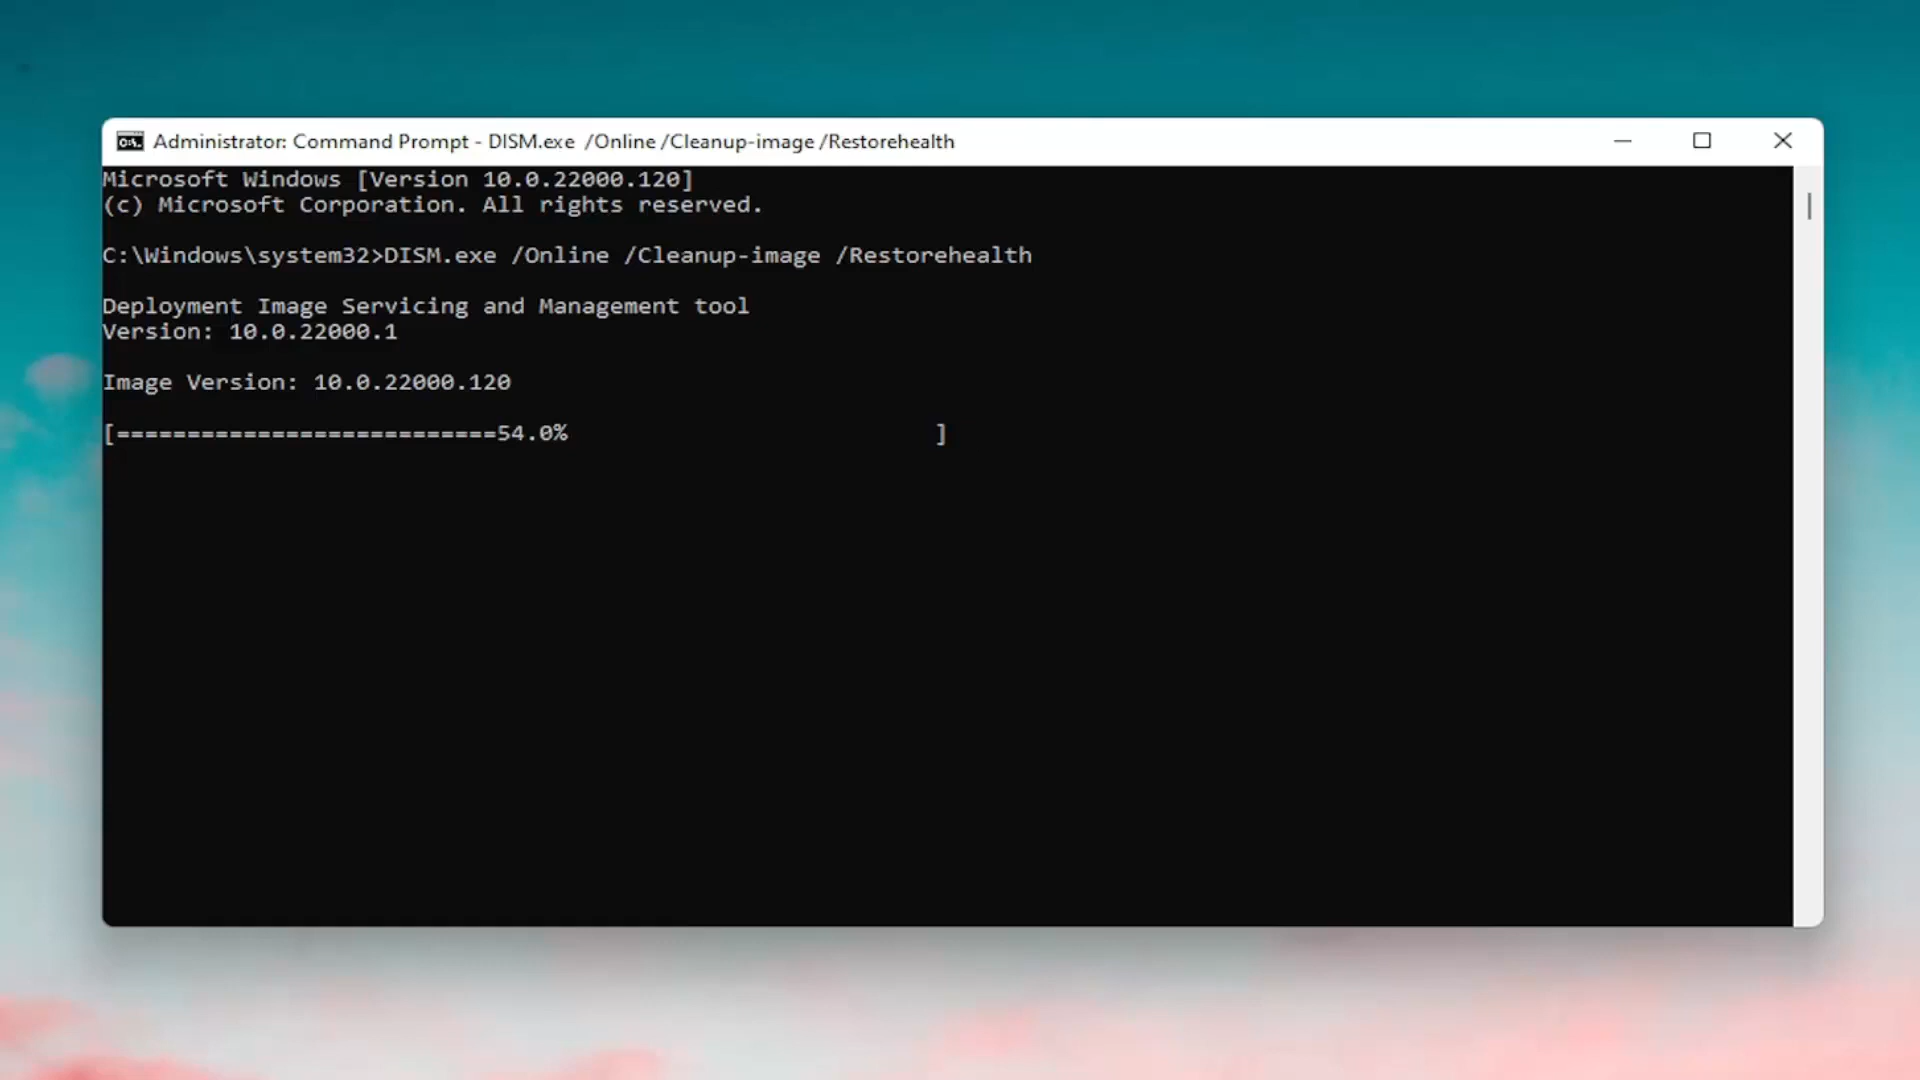 Administrator: Command Prompt - DISM.exe  /Online /Cleanup-image /Restorehealth
Microsoft Windows [Version 10.0.22000.120]
(c) Microsoft Corporation. All rights reserved.
C:\Windows\system32>DISM.exe /Online /Cleanup-image /Restorehealth
Deployment Image Servicing and Management tool
Version: 10.0.22000.1
Image Version: 10.0.22000.120
[===========================54.0%                          ]